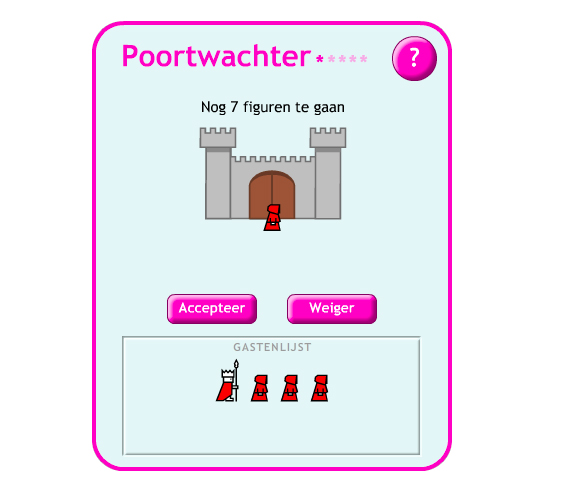 Poortwachter *****
?
Nog 7 figuren te gaan
Accepteer
Weiger
GASTENLIJST